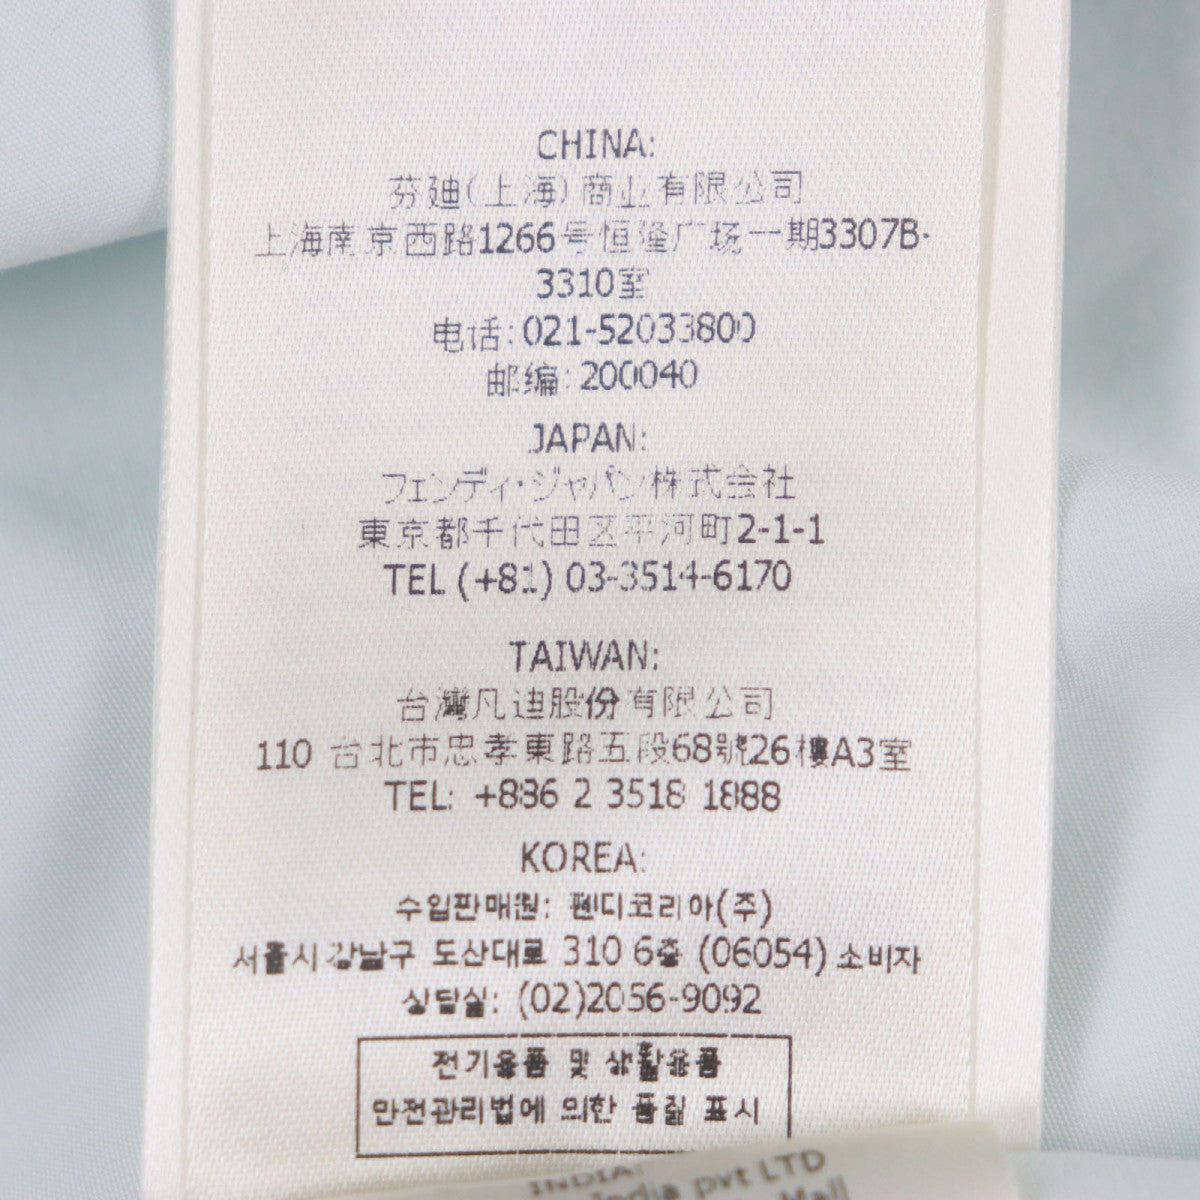 CHINA:
芬廸(上海)商业有限公司
上海南京西路1266号恒隆广场一期3307B-
3310室
电话: 021-52033800
邮编: 200040
JAPAN:
フェンディ・ジャパン株式会社
東京都千代田区平河町2-1-1
TEL (+81) 03-3514-6170
TAIWAN:
台灣凡迪股份有限公司
110 台北市忠孝東路五段68號26樓A3室
TEL: +886 2 3518 1888
KOREA:
수입판매원: 펜디코리아(주)
서울시 강남구 도산대로 310 6층 (06054) 소비자
상담실: (02)2056-9092
전기용품 및 생활용품
안전관리법에 의한 품질 표시
INDIA:
India pvt LTD
Mall